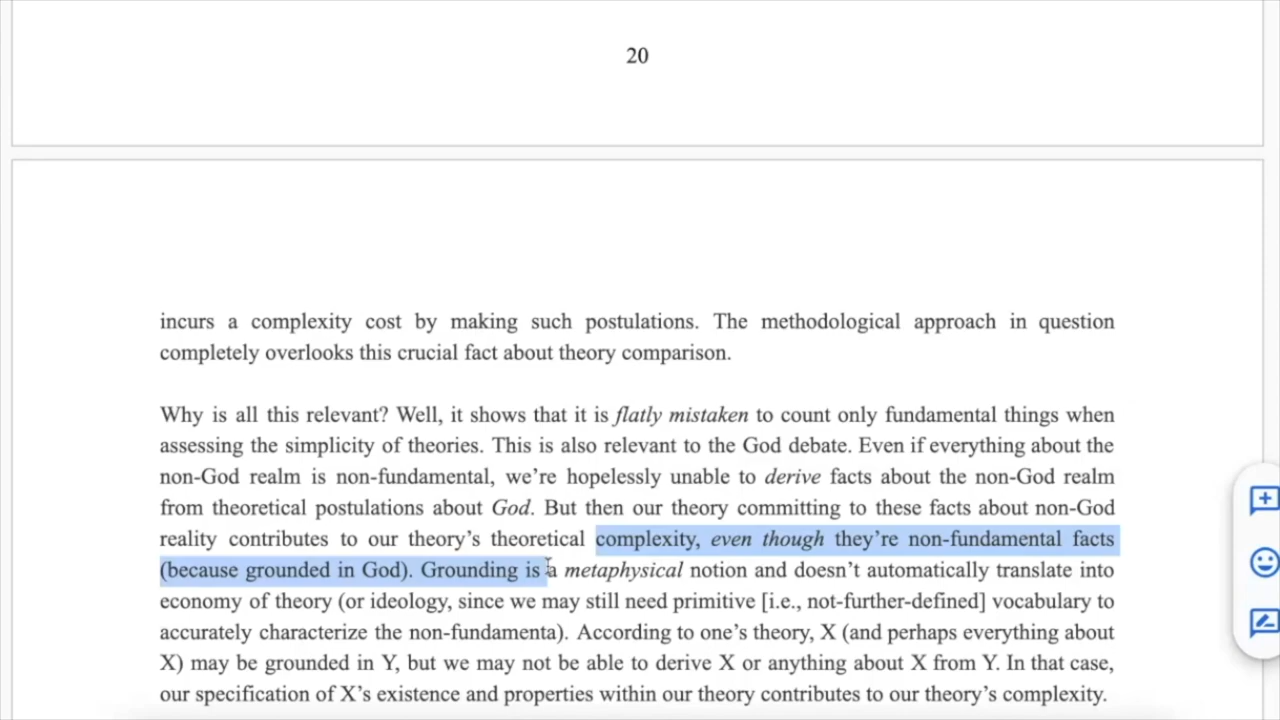 20
incurs a complexity cost by making such postulations. The methodological approach in question
completely overlooks this crucial fact about theory comparison.
Why is all this relevant? Well, it shows that it is flatly mistaken to count only fundamental things when
assessing the simplicity of theories. This is also relevant to the God debate. Even if everything about the
non-God realm is non-fundamental, we’re hopelessly unable to derive facts about the non-God realm
from theoretical postulations about God. But then our theory committing to these facts about non-God
reality contributes to our theory’s theoretical complexity, even though they’re non-fundamental facts
(because grounded in God). Grounding is a metaphysical notion and doesn’t automatically translate into
economy of theory (or ideology, since we may still need primitive [i.e., not-further-defined] vocabulary to
accurately characterize the non-fundamenta). According to one’s theory, X (and perhaps everything about
X) may be grounded in Y, but we may not be able to derive X or anything about X from Y. In that case,
our specification of X’s existence and properties within our theory contributes to our theory’s complexity.